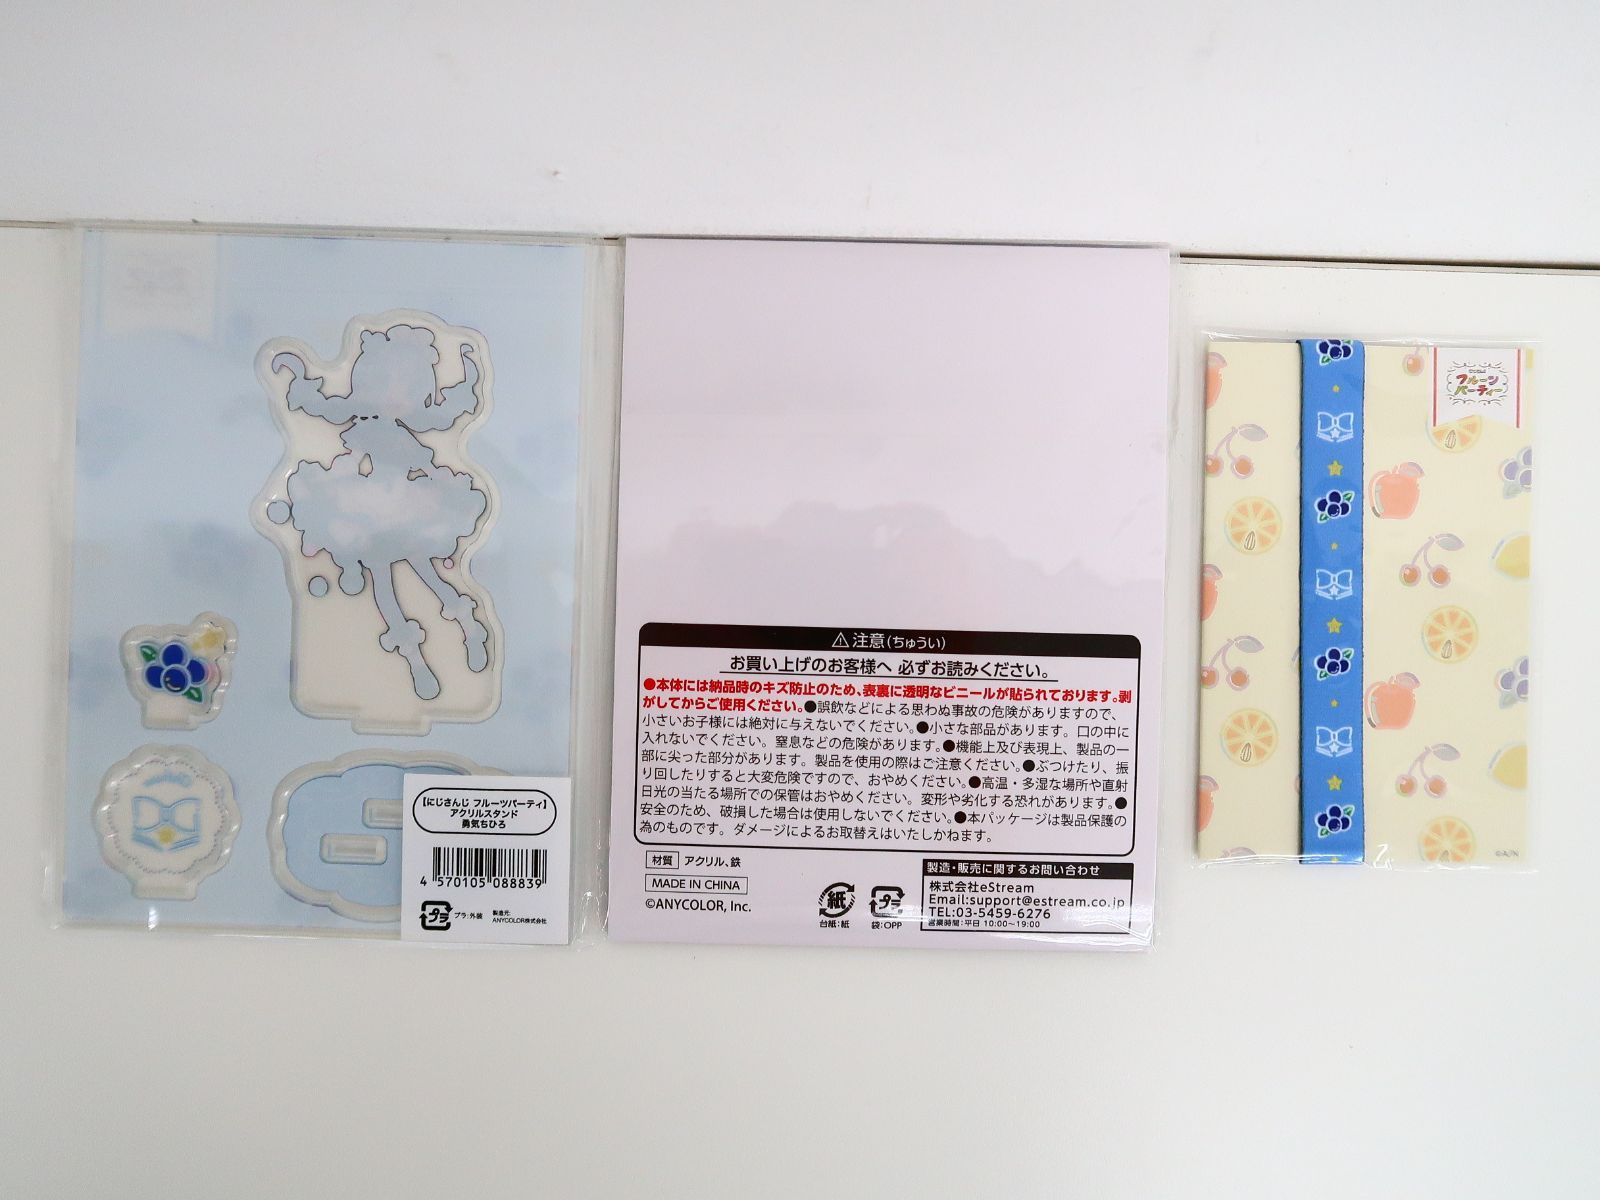 【にじさんじ フルーツパーティ】
アクリルスタンド
勇気ちひろ
4 570105 088839
プラ
プラ:外装
製造元:
ANYCOLOR株式会社
⚠注意(ちゅうい)
お買い上げのお客様へ 必ずお読みください。
●本体には納品時のキズ防止のため、表裏に透明なビニールが貼られております。剥
がしてからご使用ください。●誤飲などによる思わぬ事故の危険がありますので、
小さいお子様には絶対に与えないでください。●小さな部品があります。口の中に
入れないでください。窒息などの危険があります。●機能上及び表現上、製品の一
部に尖った部分があります。製品を使用の際はご注意ください。●ぶつけたり、振
り回したりすると大変危険ですので、おやめください。●高温・多湿な場所や直射
日光の当たる場所での保管はおやめください。変形や劣化する恐れがあります。●
安全のため、破損した場合は使用しないでください。●本パッケージは製品保護の
為のものです。ダメージによるお取替えはいたしかねます。
材質 アクリル、鉄
MADE IN CHINA
©ANYCOLOR, Inc.
紙
台紙:紙
プラ
袋:OPP
製造・販売に関するお問い合わせ
株式会社eStream
Email:support@estream.co.jp
TEL:03-5459-6276
営業時間:平日 10:00〜19:00
にじさんじ
フルーツ
パーティー
©A/N